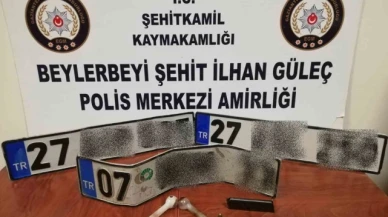 T.C.
ŞEHİTKAMİL
KAYMAKAMLIĞI
BEYLERBEYİ ŞEHİT İLHAN GÜLEÇ
POLİS MERKEZİ AMİRLİĞİ
TR 27
TR 27
TR 07